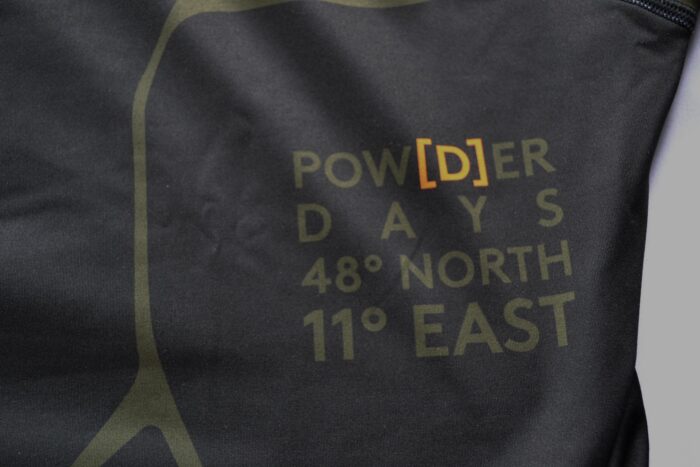 POW[D]ER
DAYS
48° NORTH
11° EAST